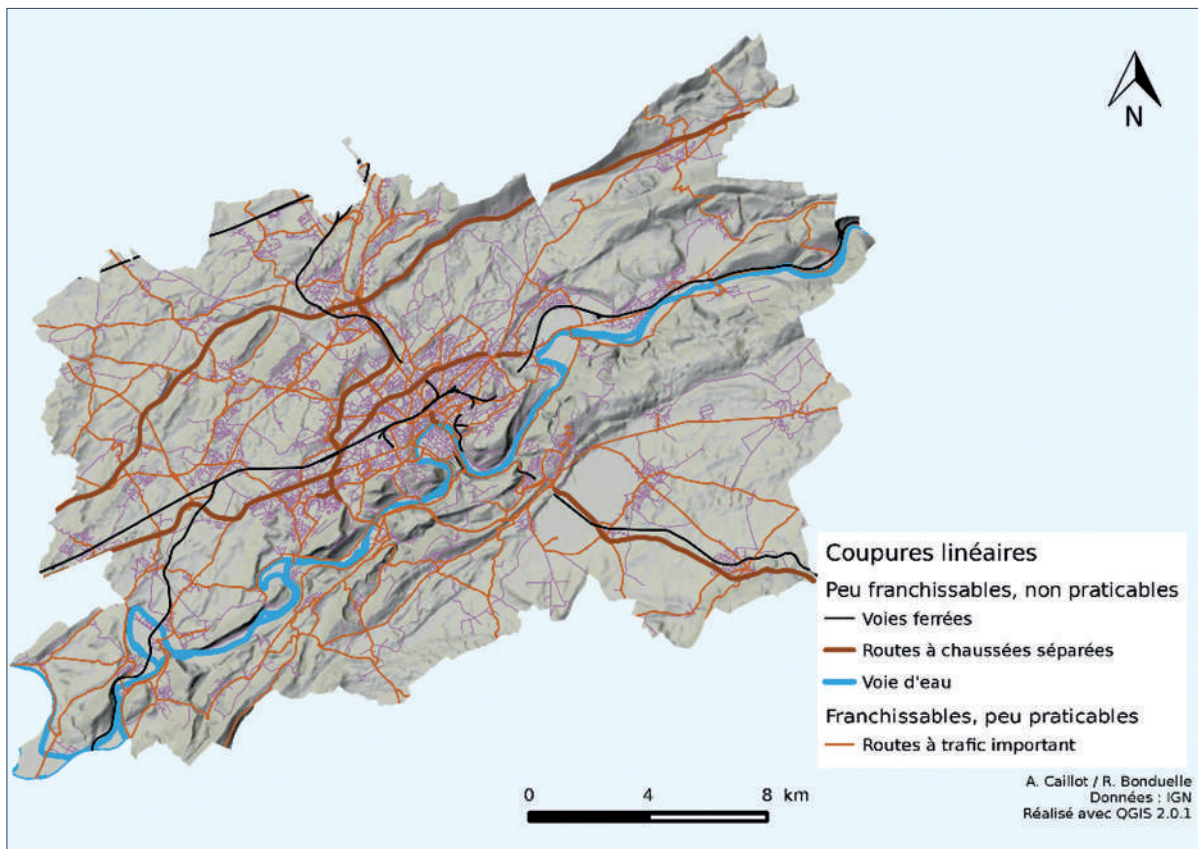 N
Coupures linéaires
Peu franchissables, non praticables
Voies ferrées
Routes à chaussées séparées
Voie d'eau
Franchissables, peu praticables
Routes à trafic important
0 4 8 km
A. Caillot / R. Bonduelle
Données : IGN
Réalisé avec QGIS 2.0.1